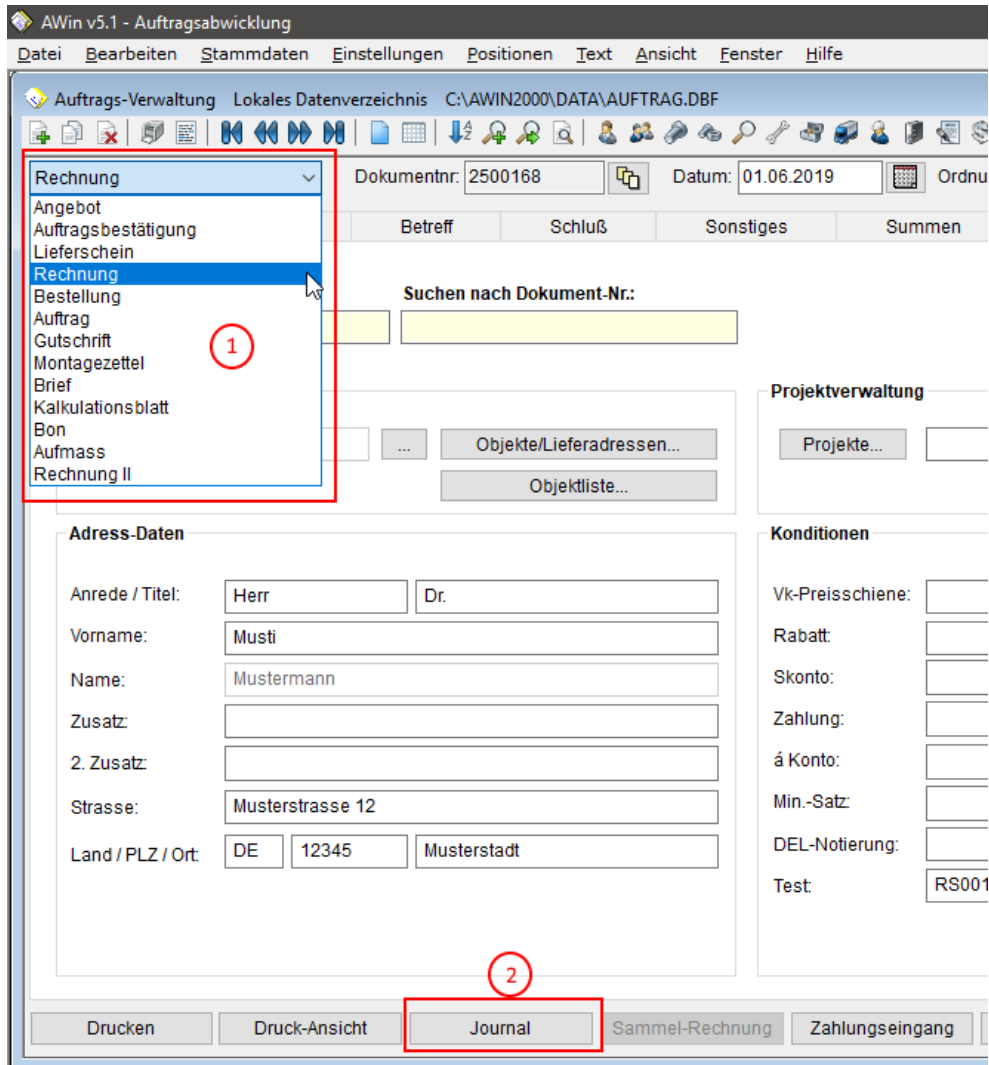 AWin v5.1 - Auftragsabwicklung
Datei Bearbeiten Stammdaten Einstellungen Positionen Text Ansicht Fenster Hilfe
Auftrags-Verwaltung Lokales Datenverzeichnis C:\AWIN2000\DATA\AUFTRAG.DBF
Rechnung Dokumentnr: 2500168 Datum: 01.06.2019 Ordnu
Betreff Schluß Sonstiges Summen
Angebot
Auftragsbestätigung
Lieferschein
Rechnung
Bestellung
Auftrag
Gutschrift
Montagezettel
Brief
Kalkulationsblatt
Bon
Aufmass
Rechnung II
1
Suchen nach Dokument-Nr.:
... Objekte/Lieferadressen...
Objektliste...
Projektverwaltung
Projekte...
Adress-Daten
Anrede / Titel: Herr Dr.
Vorname: Musti
Name: Mustermann
Zusatz:
2. Zusatz:
Strasse: Musterstrasse 12
Land / PLZ / Ort: DE 12345 Musterstadt
Konditionen
Vk-Preisschiene:
Rabatt:
Skonto:
Zahlung:
á Konto:
Min.-Satz:
DEL-Notierung:
Test: RS001
2
Drucken Druck-Ansicht Journal Sammel-Rechnung Zahlungseingang